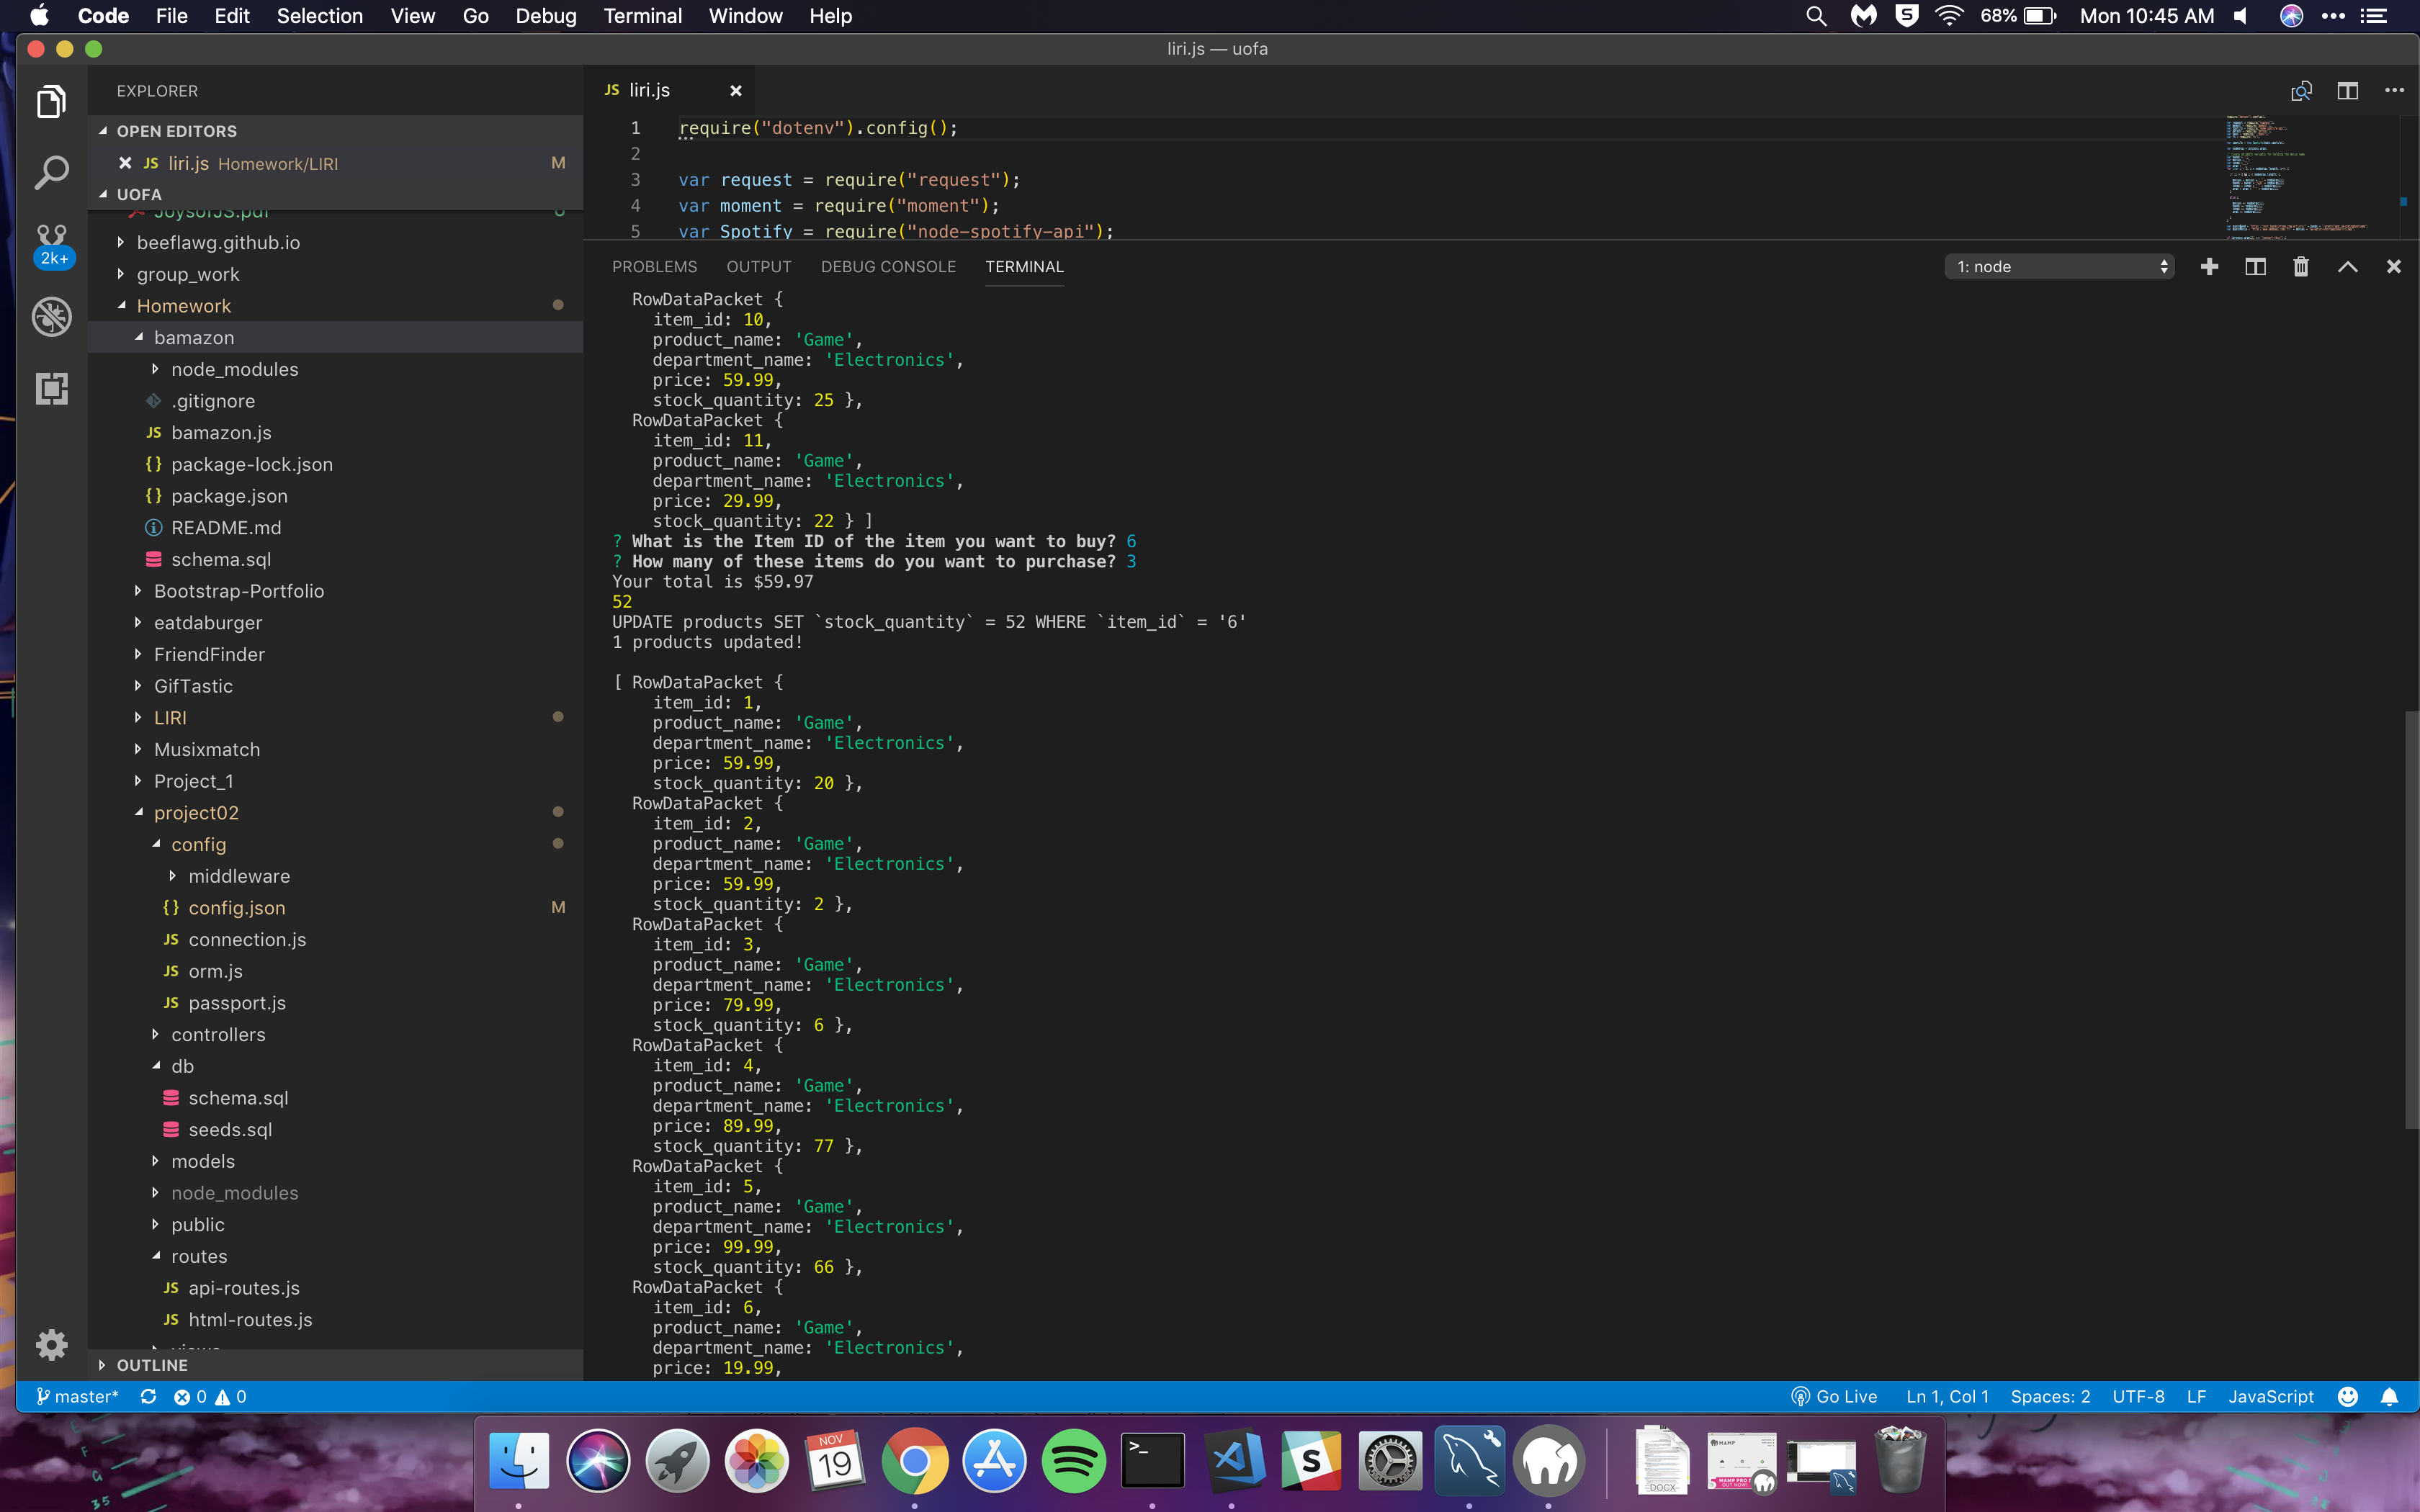 Code File Edit Selection View Go Debug Terminal Window Help
68% Mon 10:45 AM
liri.js — uofa
EXPLORER
OPEN EDITORS
JS liri.js Homework/LIRI M
UOFA
JoysofJS.pdf U
beeflawg.github.io
group_work
Homework
bamazon
node_modules
.gitignore
JS bamazon.js
{} package-lock.json
{} package.json
README.md
schema.sql
Bootstrap-Portfolio
eatdaburger
FriendFinder
GifTastic
LIRI
Musixmatch
Project_1
project02
config
middleware
{} config.json M
JS connection.js
JS orm.js
JS passport.js
controllers
db
schema.sql
seeds.sql
models
node_modules
public
routes
JS api-routes.js
JS html-routes.js
views
OUTLINE
2k+
JS liri.js
1 require("dotenv").config();
2
3 var request = require("request");
4 var moment = require("moment");
5 var Spotify = require("node-spotify-api");
PROBLEMS OUTPUT DEBUG CONSOLE TERMINAL
1: node
RowDataPacket {
item_id: 10,
product_name: 'Game',
department_name: 'Electronics',
price: 59.99,
stock_quantity: 25 },
RowDataPacket {
item_id: 11,
product_name: 'Game',
department_name: 'Electronics',
price: 29.99,
stock_quantity: 22 } ]
? What is the Item ID of the item you want to buy? 6
? How many of these items do you want to purchase? 3
Your total is $59.97
52
UPDATE products SET `stock_quantity` = 52 WHERE `item_id` = '6'
1 products updated!
[ RowDataPacket {
item_id: 1,
product_name: 'Game',
department_name: 'Electronics',
price: 59.99,
stock_quantity: 20 },
RowDataPacket {
item_id: 2,
product_name: 'Game',
department_name: 'Electronics',
price: 59.99,
stock_quantity: 2 },
RowDataPacket {
item_id: 3,
product_name: 'Game',
department_name: 'Electronics',
price: 79.99,
stock_quantity: 6 },
RowDataPacket {
item_id: 4,
product_name: 'Game',
department_name: 'Electronics',
price: 89.99,
stock_quantity: 77 },
RowDataPacket {
item_id: 5,
product_name: 'Game',
department_name: 'Electronics',
price: 99.99,
stock_quantity: 66 },
RowDataPacket {
item_id: 6,
product_name: 'Game',
department_name: 'Electronics',
price: 19.99,
master* 0 0
Go Live Ln 1, Col 1 Spaces: 2 UTF-8 LF JavaScript
NOV
19
S
DOCX
MAMP